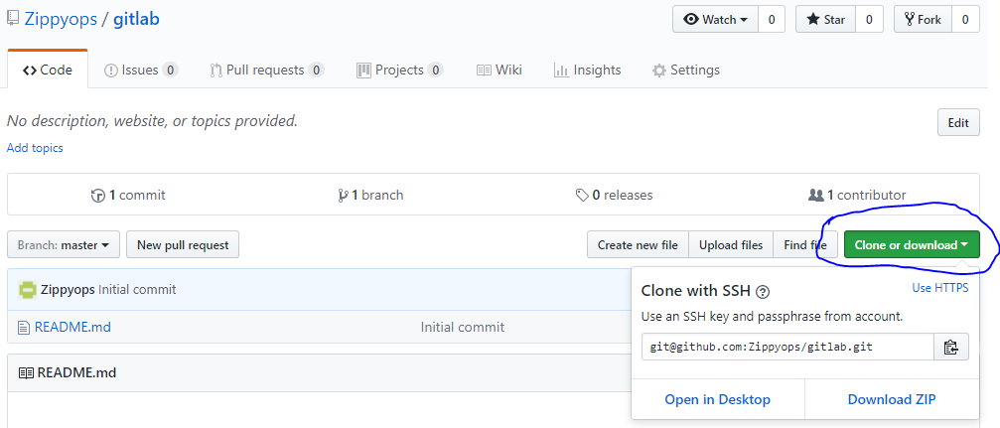 Zippyops / gitlab
Watch 0 Star 0 Fork 0
Code Issues 0 Pull requests 0 Projects 0 Wiki Insights Settings
No description, website, or topics provided.
Edit
Add topics
1 commit 1 branch 0 releases 1 contributor
Branch: master New pull request Create new file Upload files Find file Clone or download
Zippyops Initial commit
README.md Initial commit
README.md
Clone with SSH ? Use HTTPS
Use an SSH key and passphrase from account.
git@github.com:Zippyops/gitlab.git
Open in Desktop Download ZIP